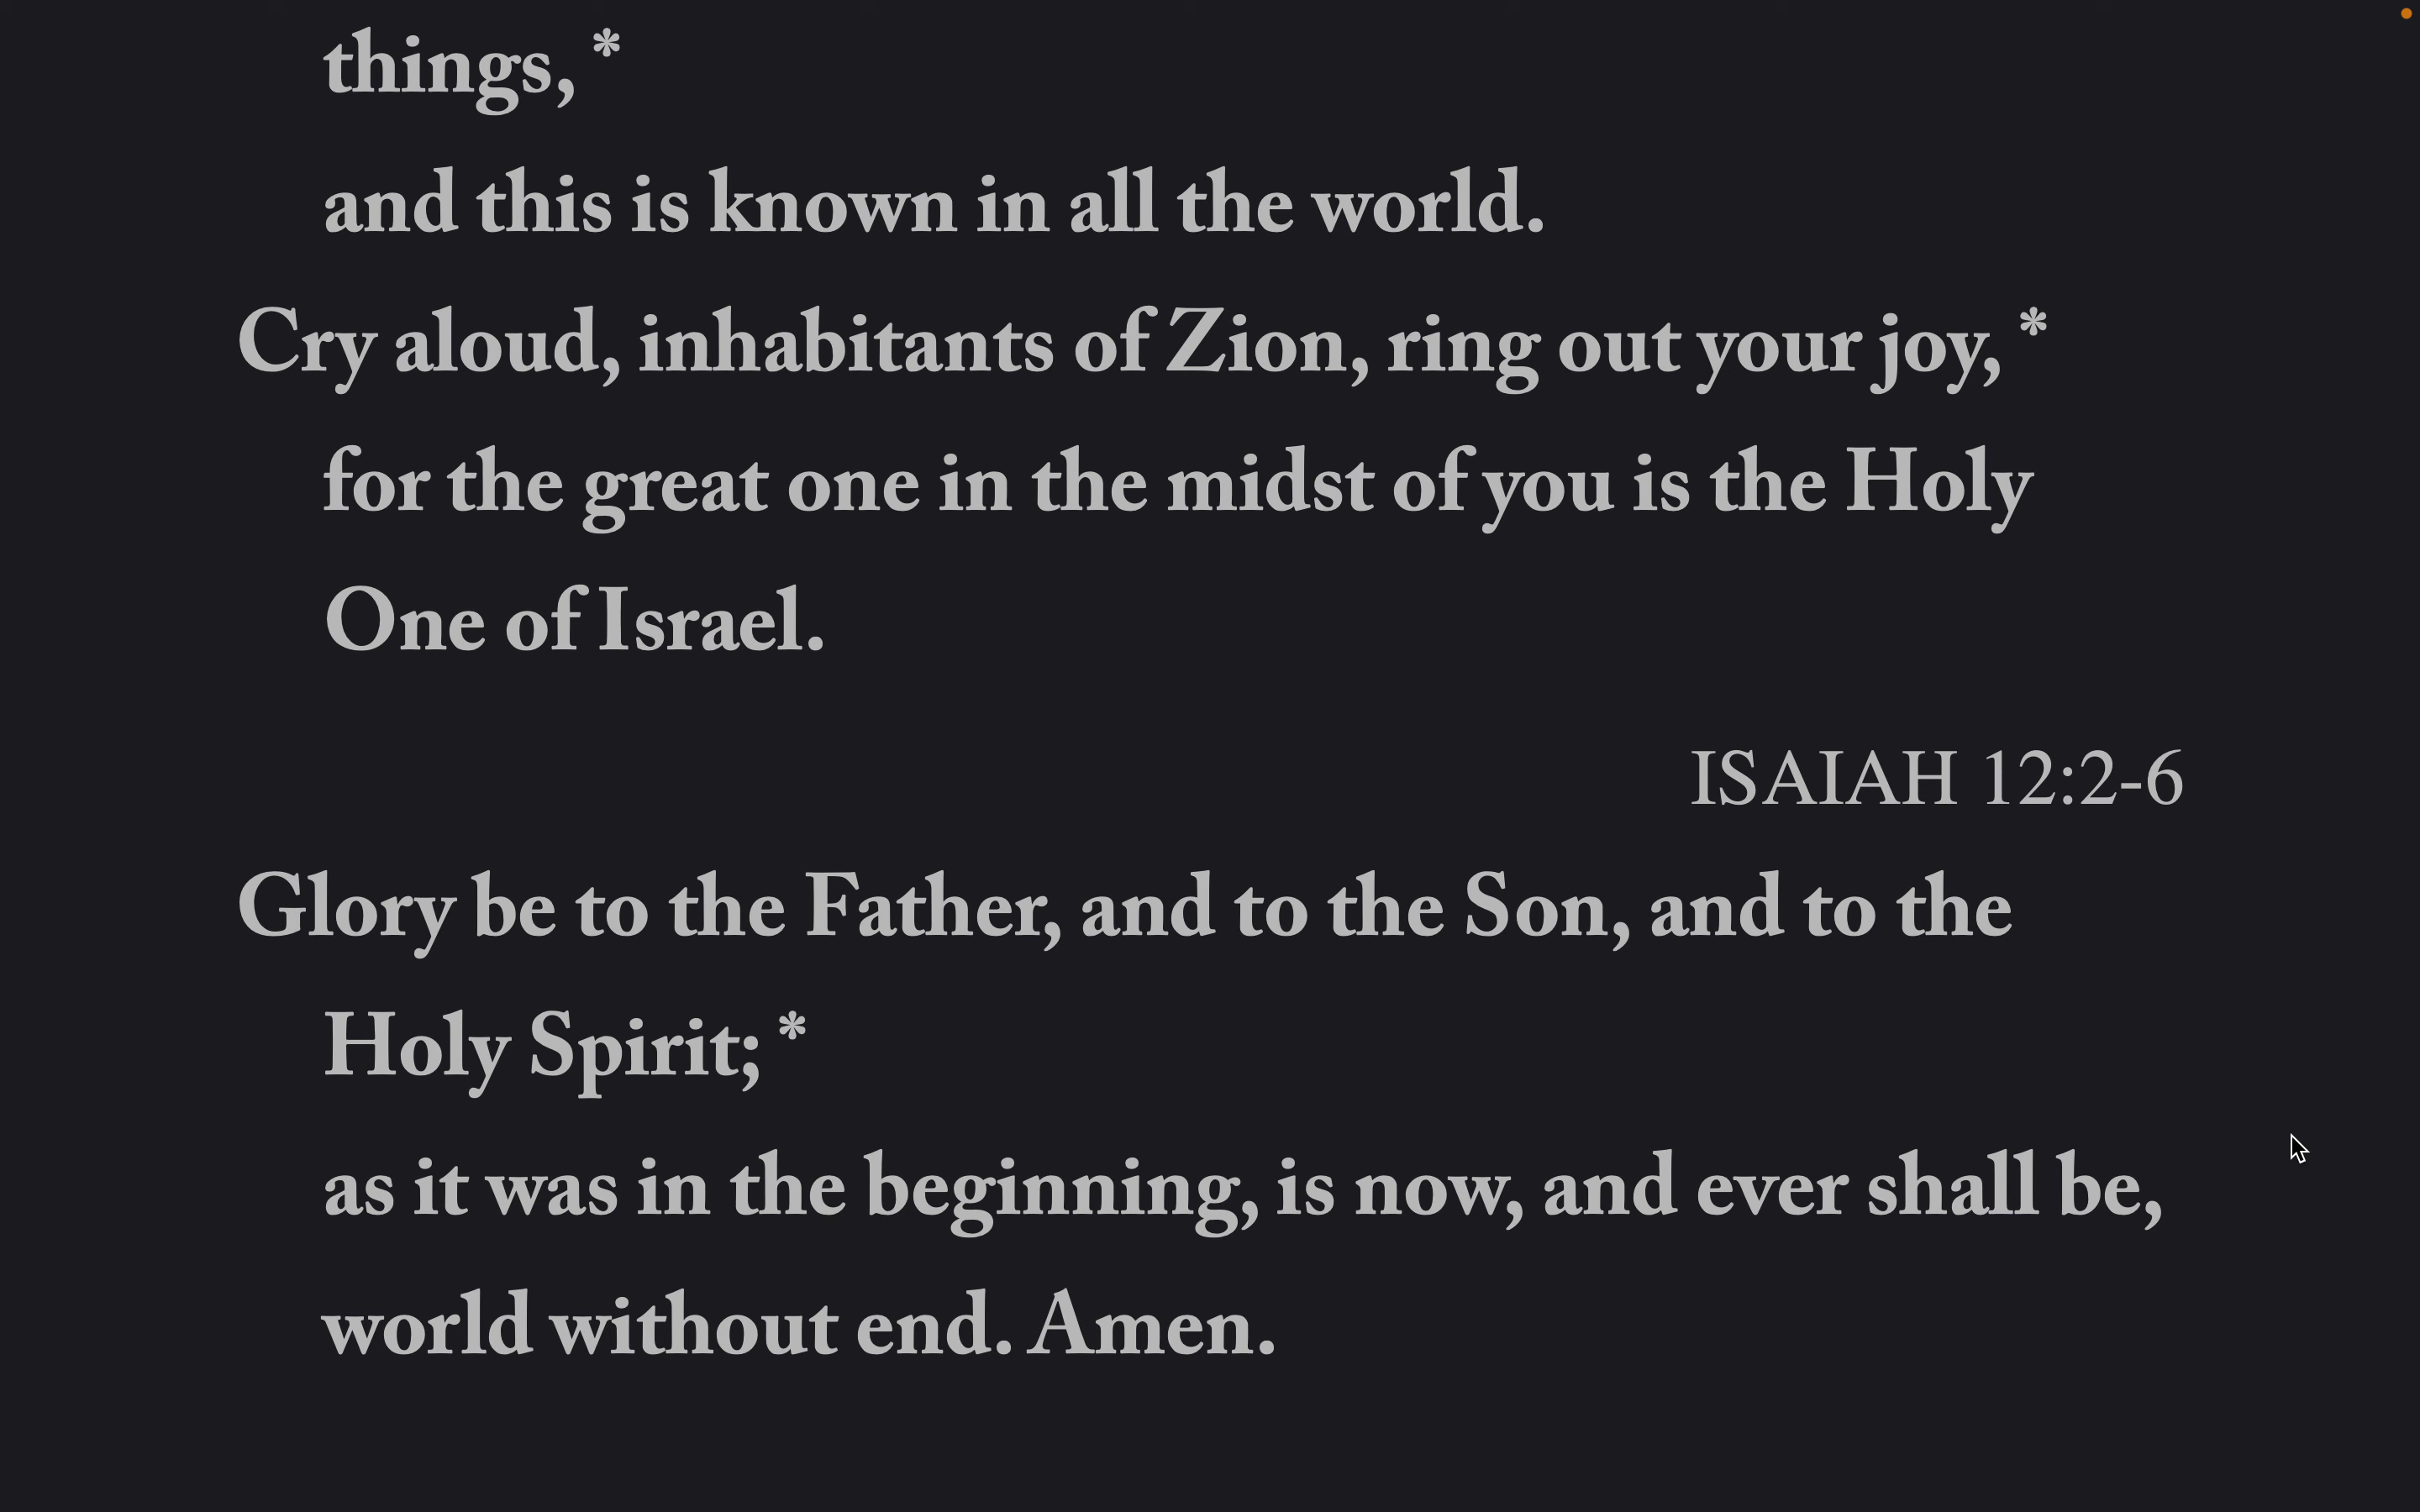 things,*
and this is known in all the world.
Cry aloud, inhabitants of Zion, ring out your joy,*
for the great one in the midst of you is the Holy
One of Israel.
ISAIAH 12:2-6
Glory be to the Father, and to the Son, and to the
Holy Spirit;*
as it was in the beginning, is now, and ever shall be,
world without end. Amen.